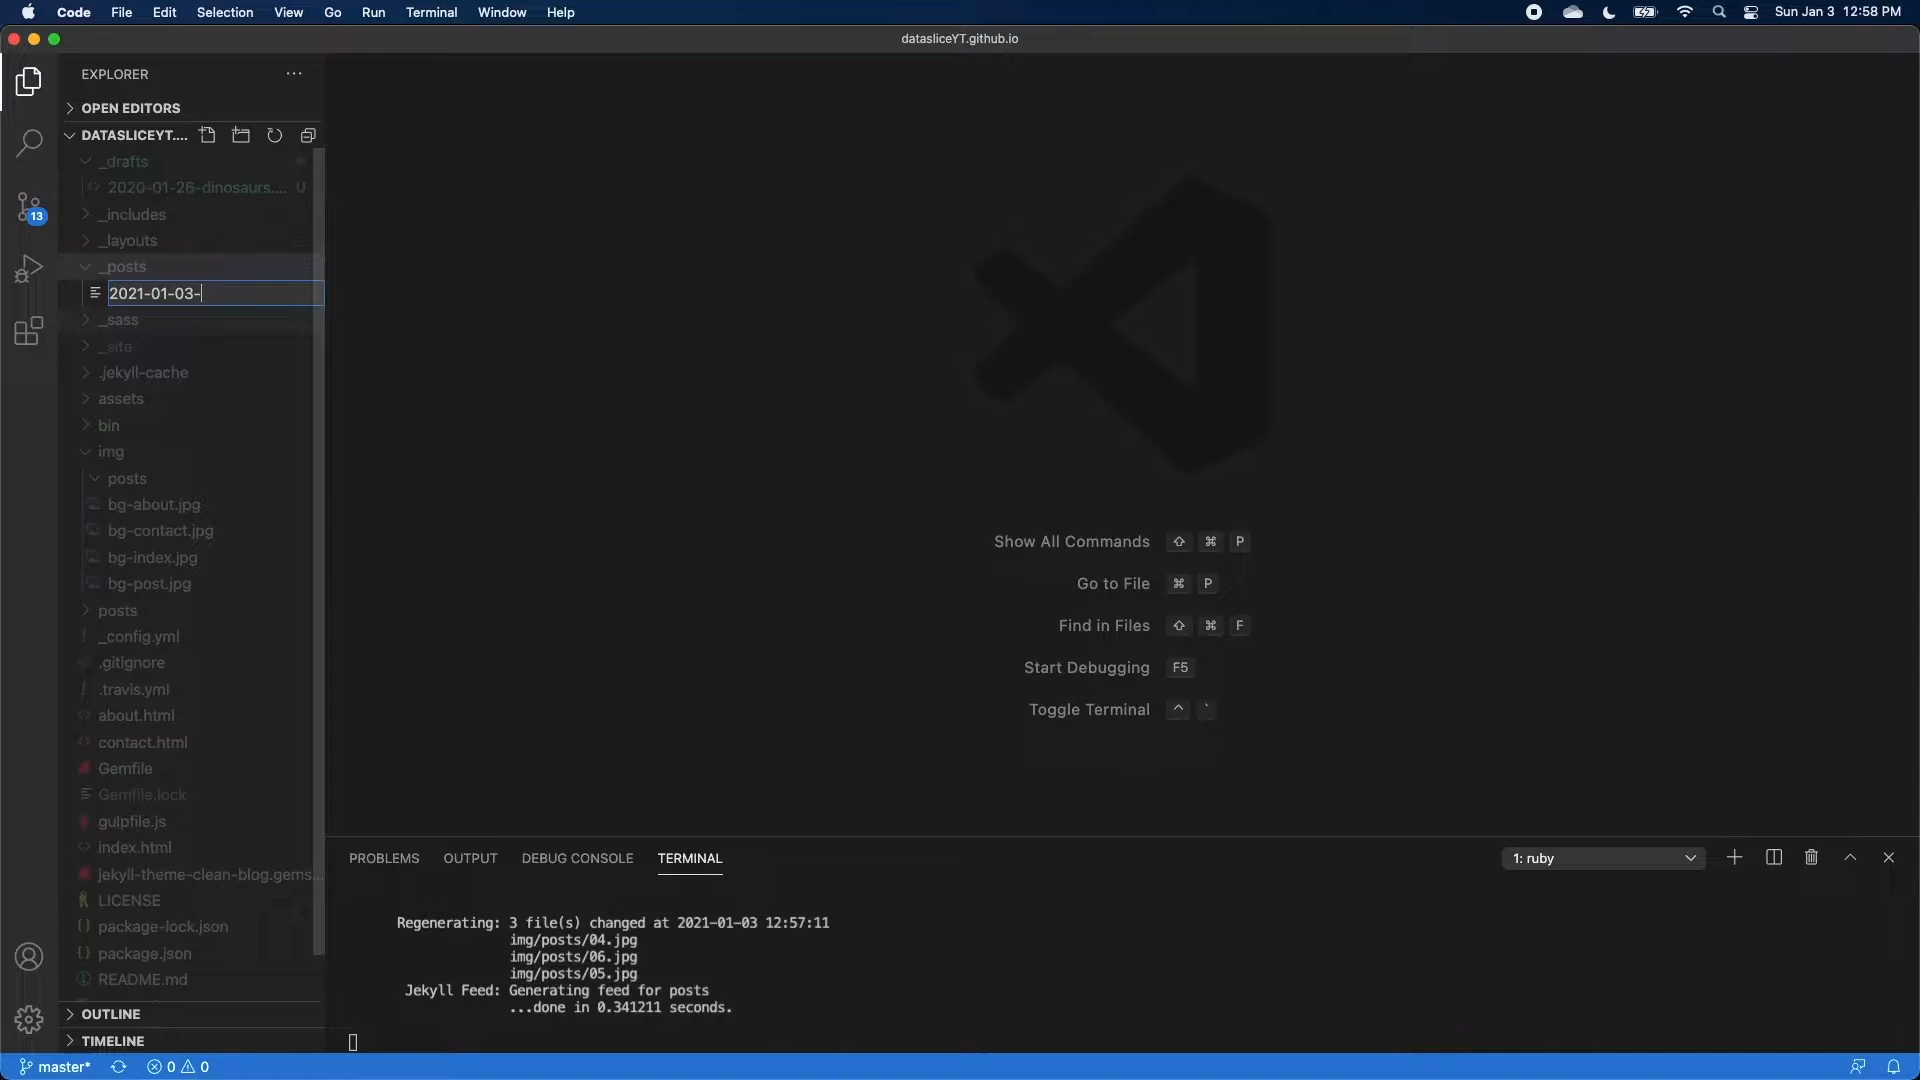 Code File Edit Selection View Go Run Terminal Window Help Sun Jan 3 12:58 PM
datasliceYT.github.io
EXPLORER
OPEN EDITORS
DATASLICEYT....
_drafts
2020-01-26-dinosaurs.... U
_includes
_layouts
_posts
2021-01-03-
_sass
_site
.jekyll-cache
assets
bin
img
posts
bg-about.jpg
bg-contact.jpg
bg-index.jpg
bg-post.jpg
posts
_config.yml
.gitignore
.travis.yml
about.html
contact.html
Gemfile
Gemfile.lock
gulpfile.js
index.html
jekyll-theme-clean-blog.gems...
LICENSE
package-lock.json
package.json
README.md
OUTLINE
TIMELINE
13
Show All Commands ⇧ ⌘ P
Go to File ⌘ P
Find in Files ⇧ ⌘ F
Start Debugging F5
Toggle Terminal ^ `
PROBLEMS OUTPUT DEBUG CONSOLE TERMINAL 1: ruby
Regenerating: 3 file(s) changed at 2021-01-03 12:57:11
img/posts/04.jpg
img/posts/06.jpg
img/posts/05.jpg
Jekyll Feed: Generating feed for posts
...done in 0.341211 seconds.
master* 0 0